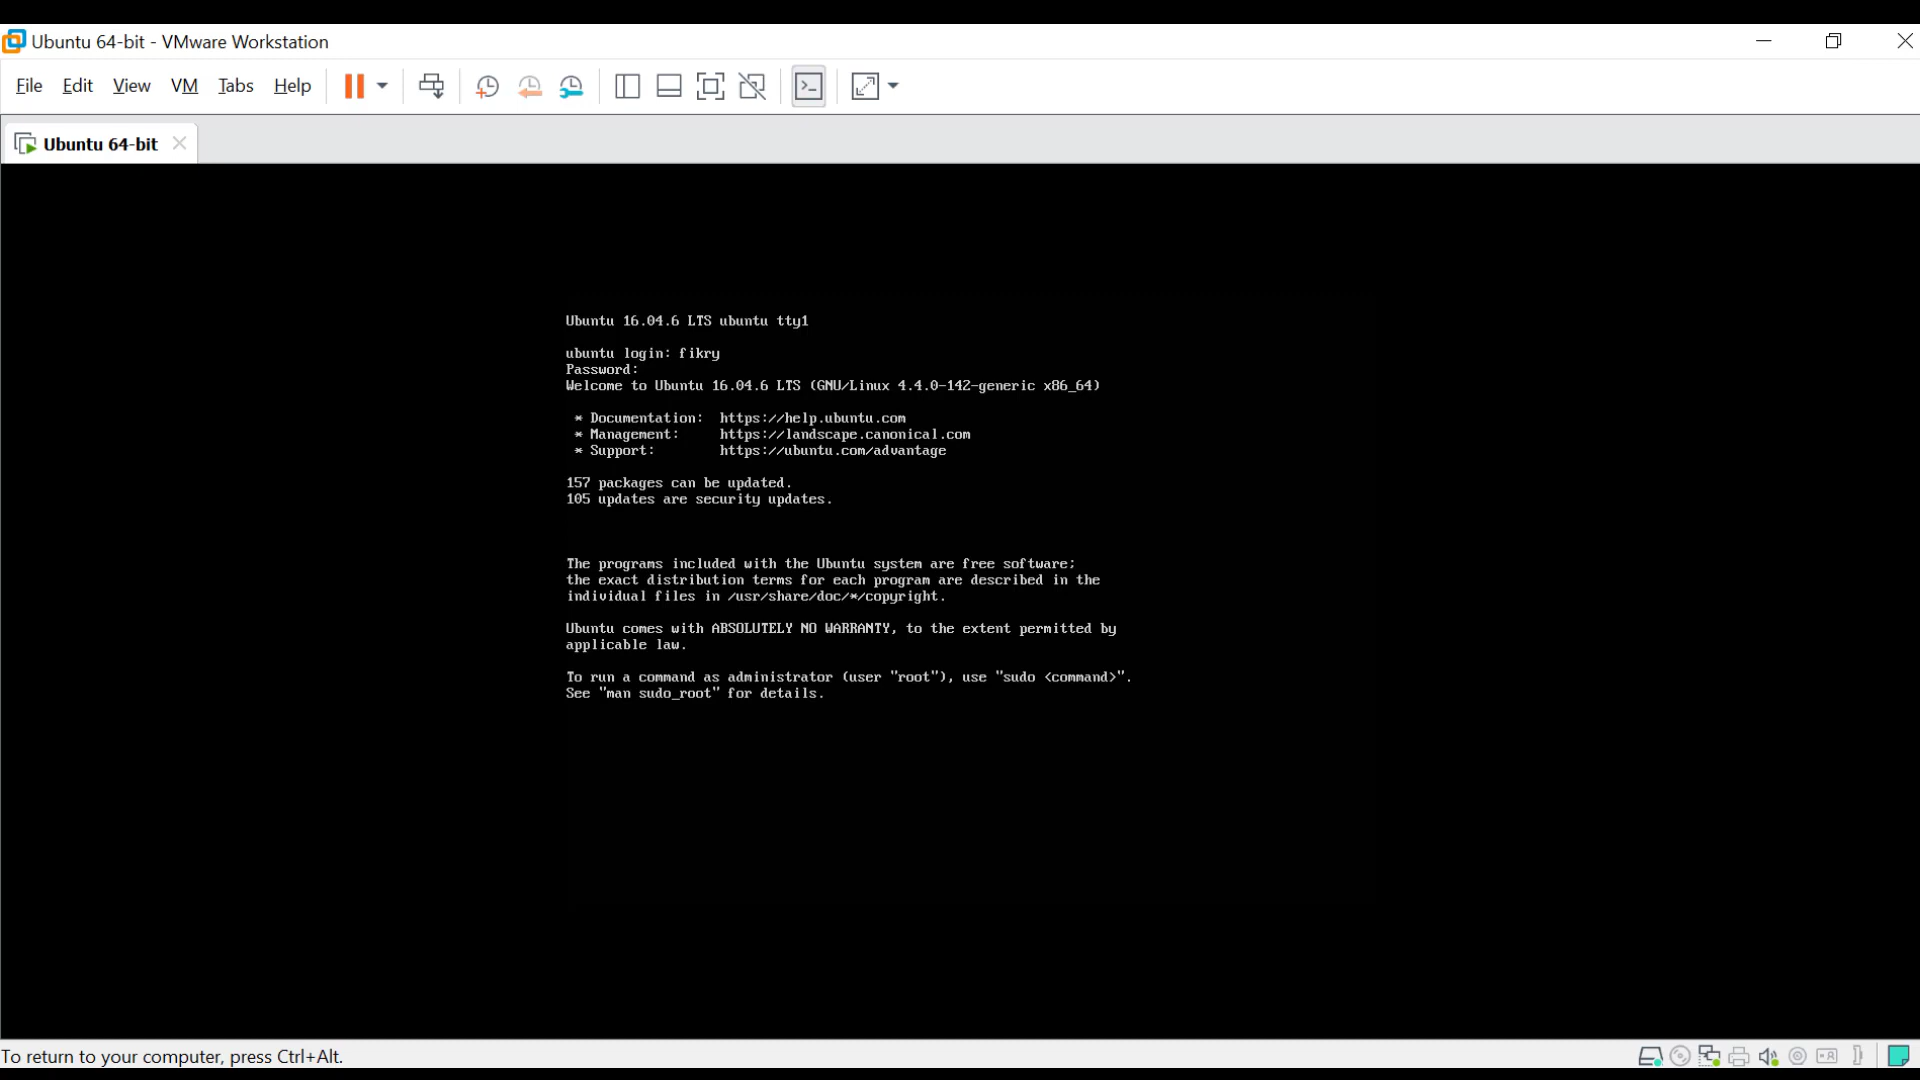 Ubuntu 64-bit - VMware Workstation
File Edit View VM Tabs Help
Ubuntu 64-bit
Ubuntu 16.04.6 LTS ubuntu tty1
ubuntu login: fikry
Password:
Welcome to Ubuntu 16.04.6 LTS (GNU/Linux 4.4.0-142-generic x86_64)
* Documentation: https://help.ubuntu.com
* Management: https://landscape.canonical.com
* Support: https://ubuntu.com/advantage
157 packages can be updated.
105 updates are security updates.
The programs included with the Ubuntu system are free software;
the exact distribution terms for each program are described in the
individual files in /usr/share/doc/*/copyright.
Ubuntu comes with ABSOLUTELY NO WARRANTY, to the extent permitted by
applicable law.
To run a command as administrator (user "root"), use "sudo <command>".
See "man sudo_root" for details.
To return to your computer, press Ctrl+Alt.